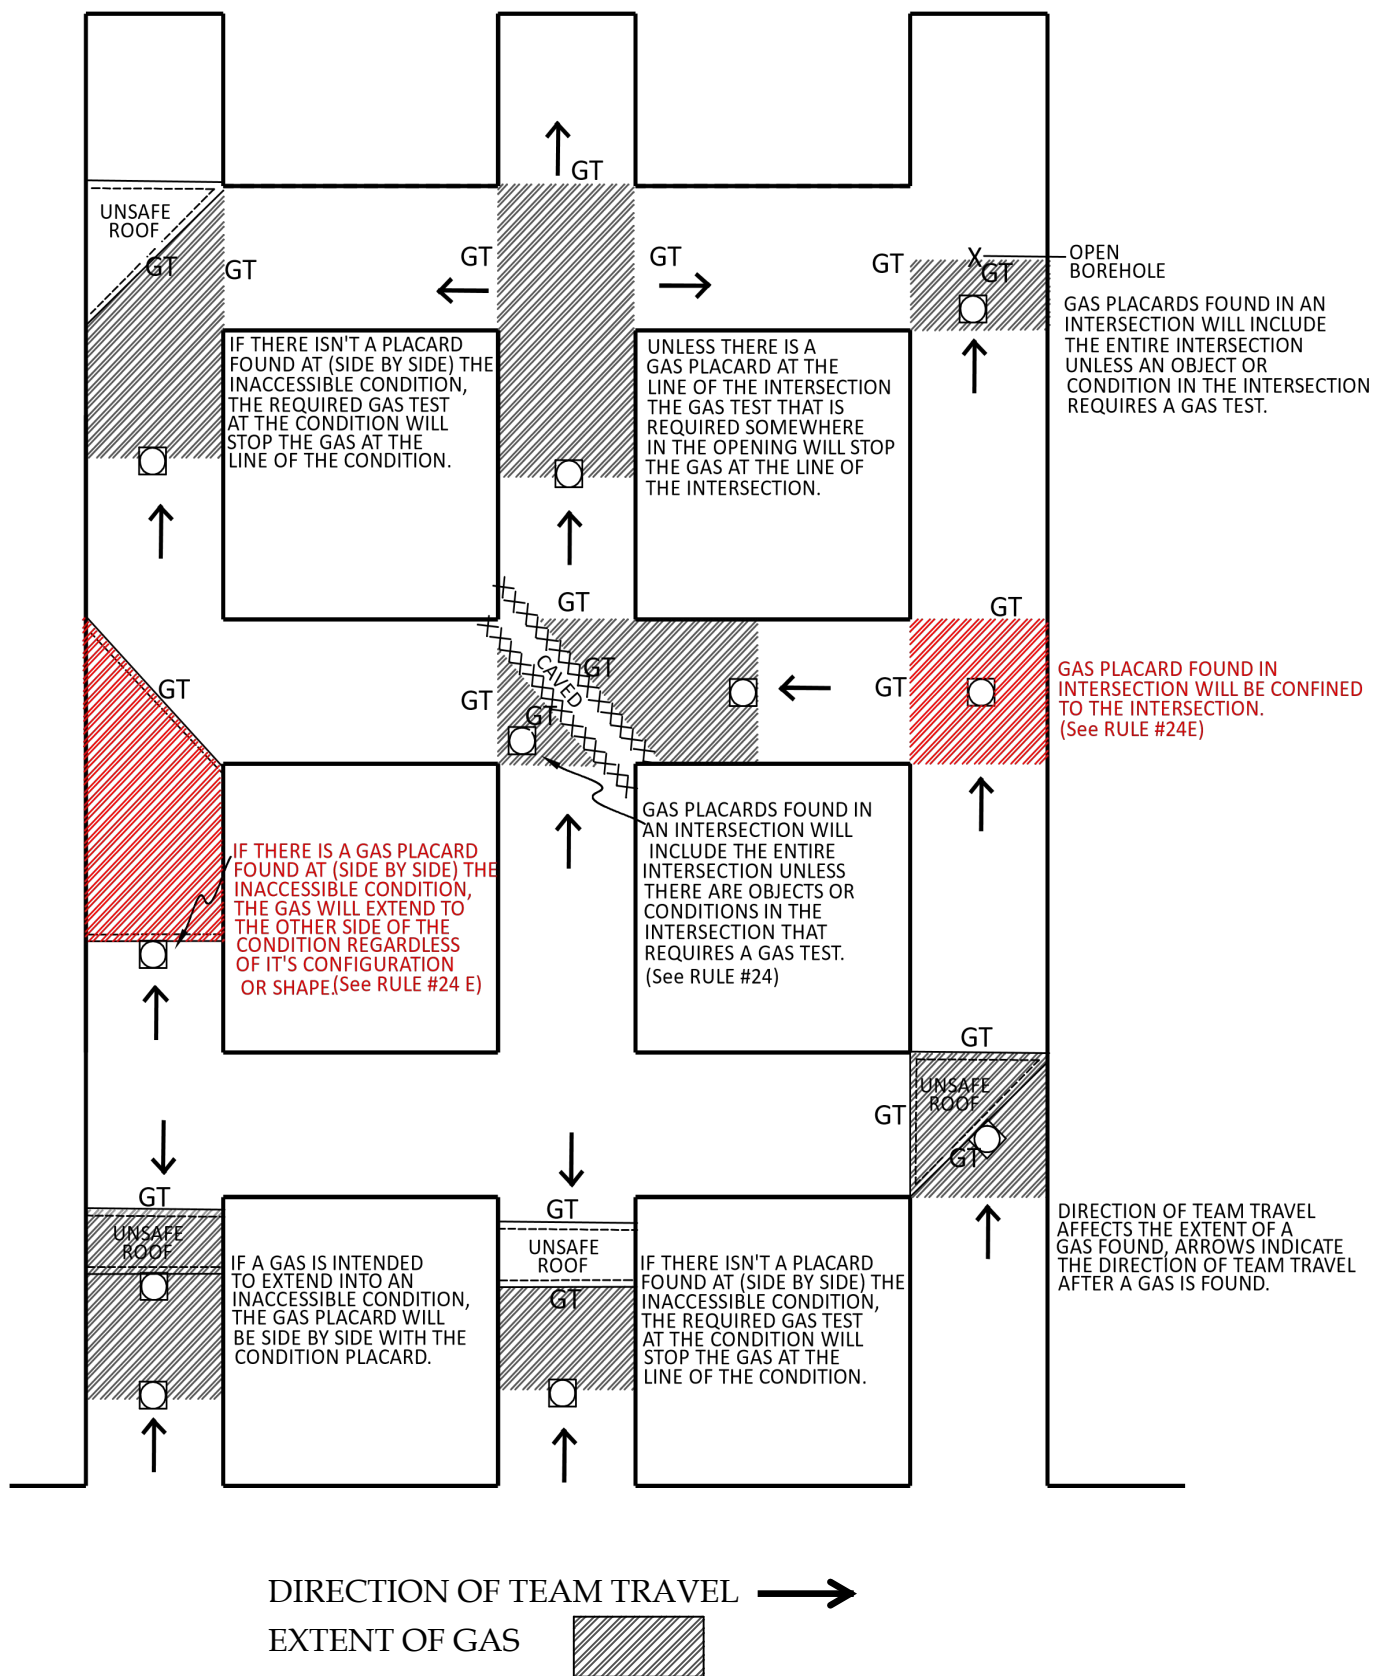 GT
UNSAFE
ROOF
GT
GT
GT
GT
GT
X
GT
OPEN
BOREHOLE
GAS PLACARDS FOUND IN AN
INTERSECTION WILL INCLUDE
THE ENTIRE INTERSECTION
UNLESS AN OBJECT OR
CONDITION IN THE INTERSECTION
REQUIRES A GAS TEST.
IF THERE ISN'T A PLACARD
FOUND AT (SIDE BY SIDE) THE
INACCESSIBLE CONDITION,
THE REQUIRED GAS TEST
AT THE CONDITION WILL
STOP THE GAS AT THE
LINE OF THE CONDITION.
UNLESS THERE IS A
GAS PLACARD AT THE
LINE OF THE INTERSECTION
THE GAS TEST THAT IS
REQUIRED SOMEWHERE
IN THE OPENING WILL STOP
THE GAS AT THE LINE OF
THE INTERSECTION.
GT
GT
GT
GT
CAVED
GT
GT
GT
GT
GAS PLACARD FOUND IN
INTERSECTION WILL BE CONFINED
TO THE INTERSECTION.
(See RULE #24E)
IF THERE IS A GAS PLACARD
FOUND AT (SIDE BY SIDE) THE
INACCESSIBLE CONDITION,
THE GAS WILL EXTEND TO
THE OTHER SIDE OF THE
CONDITION REGARDLESS
OF IT'S CONFIGURATION
OR SHAPE.(See RULE #24 E)
GAS PLACARDS FOUND IN
AN INTERSECTION WILL
INCLUDE THE ENTIRE
INTERSECTION UNLESS
THERE ARE OBJECTS OR
CONDITIONS IN THE
INTERSECTION THAT
REQUIRES A GAS TEST.
(See RULE #24)
GT
UNSAFE
ROOF
GT
GT
GT
UNSAFE
ROOF
IF A GAS IS INTENDED
TO EXTEND INTO AN
INACCESSIBLE CONDITION,
THE GAS PLACARD WILL
BE SIDE BY SIDE WITH THE
CONDITION PLACARD.
GT
UNSAFE
ROOF
GT
IF THERE ISN'T A PLACARD
FOUND AT (SIDE BY SIDE) THE
INACCESSIBLE CONDITION,
THE REQUIRED GAS TEST
AT THE CONDITION WILL
STOP THE GAS AT THE
LINE OF THE CONDITION.
DIRECTION OF TEAM TRAVEL
AFFECTS THE EXTENT OF A
GAS FOUND, ARROWS INDICATE
THE DIRECTION OF TEAM TRAVEL
AFTER A GAS IS FOUND.
DIRECTION OF TEAM TRAVEL
EXTENT OF GAS